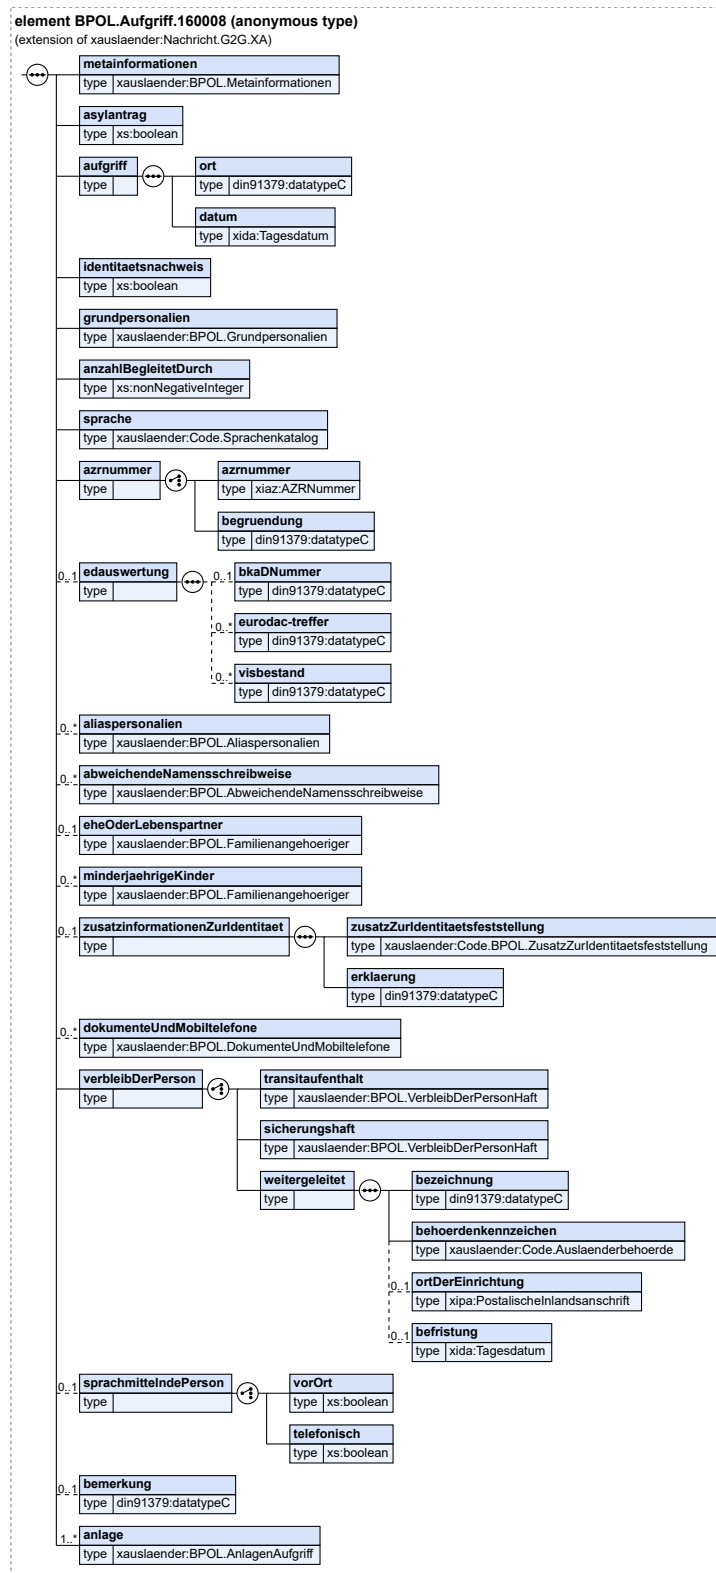 element BPOL.Aufgriff.160008 (anonymous type)
(extension of xauslaender:Nachricht.G2G.XA)
metainformationen
type xauslaender:BPOL.Metainformationen
asylantrag
type xs:boolean
aufgriff
type
ort
type din91379:datatypeC
datum
type xida:Tagesdatum
identitaetsnachweis
type xs:boolean
grundpersonalien
type xauslaender:BPOL.Grundpersonalien
anzahlBegleitetDurch
type xs:nonNegativeInteger
sprache
type xauslaender:Code.Sprachenkatalog
azrnummer
type
azrnummer
type xiaz:AZRNummer
begruendung
type din91379:datatypeC
0..1 edauswertung
type
0..1 bkaDNummer
type din91379:datatypeC
0..* eurodac-treffer
type din91379:datatypeC
0..* visbestand
type din91379:datatypeC
0..* aliaspersonalien
type xauslaender:BPOL.Aliaspersonalien
0..* abweichendeNamensschreibweise
type xauslaender:BPOL.AbweichendeNamensschreibweise
0..1 eheOderLebenspartner
type xauslaender:BPOL.Familienangehoeriger
0..* minderjaehrigeKinder
type xauslaender:BPOL.Familienangehoeriger
0..1 zusatzinformationenZurIdentitaet
type
zusatzZurIdentitaetsfeststellung
type xauslaender:Code.BPOL.ZusatzZurIdentitaetsfeststellung
erklaerung
type din91379:datatypeC
0..* dokumenteUndMobiltelefone
type xauslaender:BPOL.DokumenteUndMobiltelefone
verbleibDerPerson
type
transitaufenthalt
type xauslaender:BPOL.VerbleibDerPersonHaft
sicherungshaft
type xauslaender:BPOL.VerbleibDerPersonHaft
weitergeleitet
type
bezeichnung
type din91379:datatypeC
behoerdenkennzeichen
type xauslaender:Code.Auslaenderbehoerde
0..1 ortDerEinrichtung
type xipa:PostalischeInlandsanschrift
0..1 befristung
type xida:Tagesdatum
0..1 sprachmittelndePerson
type
vorOrt
type xs:boolean
telefonisch
type xs:boolean
0..1 bemerkung
type din91379:datatypeC
1..* anlage
type xauslaender:BPOL.AnlagenAufgriff